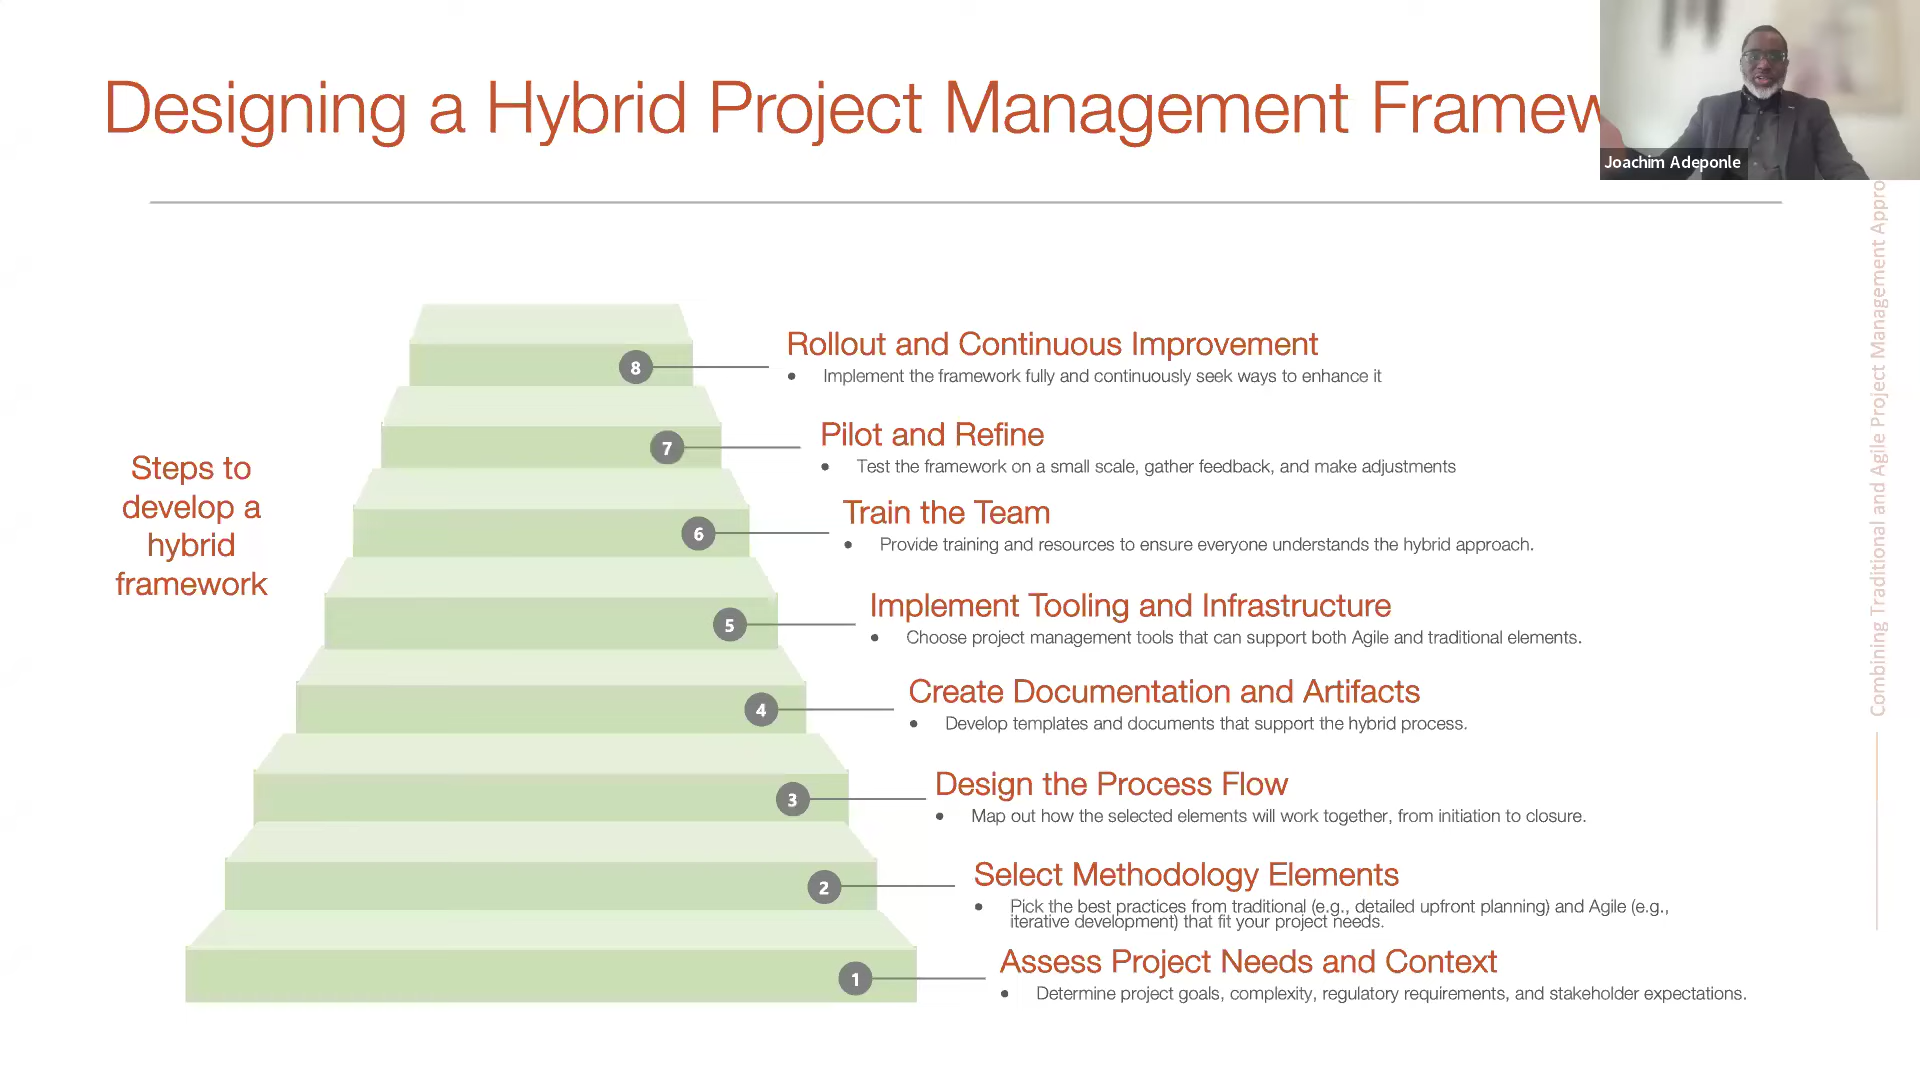 Designing a Hybrid Project Management
Joachim Adeponle
Combining Traditional and Agile Project Management
Steps to
develop a
hybrid
framework
8
Rollout and Continuous Improvement
• Implement the framework fully and continuously seek ways to enhance it
7
Pilot and Refine
• Test the framework on a small scale, gather feedback, and make adjustments
6
Train the Team
• Provide training and resources to ensure everyone understands the hybrid approach.
5
Implement Tooling and Infrastructure
• Choose project management tools that can support both Agile and traditional elements.
4
Create Documentation and Artifacts
• Develop templates and documents that support the hybrid process.
3
Design the Process Flow
• Map out how the selected elements will work together, from initiation to closure.
2
Select Methodology Elements
• Pick the best practices from traditional (e.g., detailed upfront planning) and Agile (e.g.,
iterative development) that fit your project needs.
1
Assess Project Needs and Context
• Determine project goals, complexity, regulatory requirements, and stakeholder expectations.